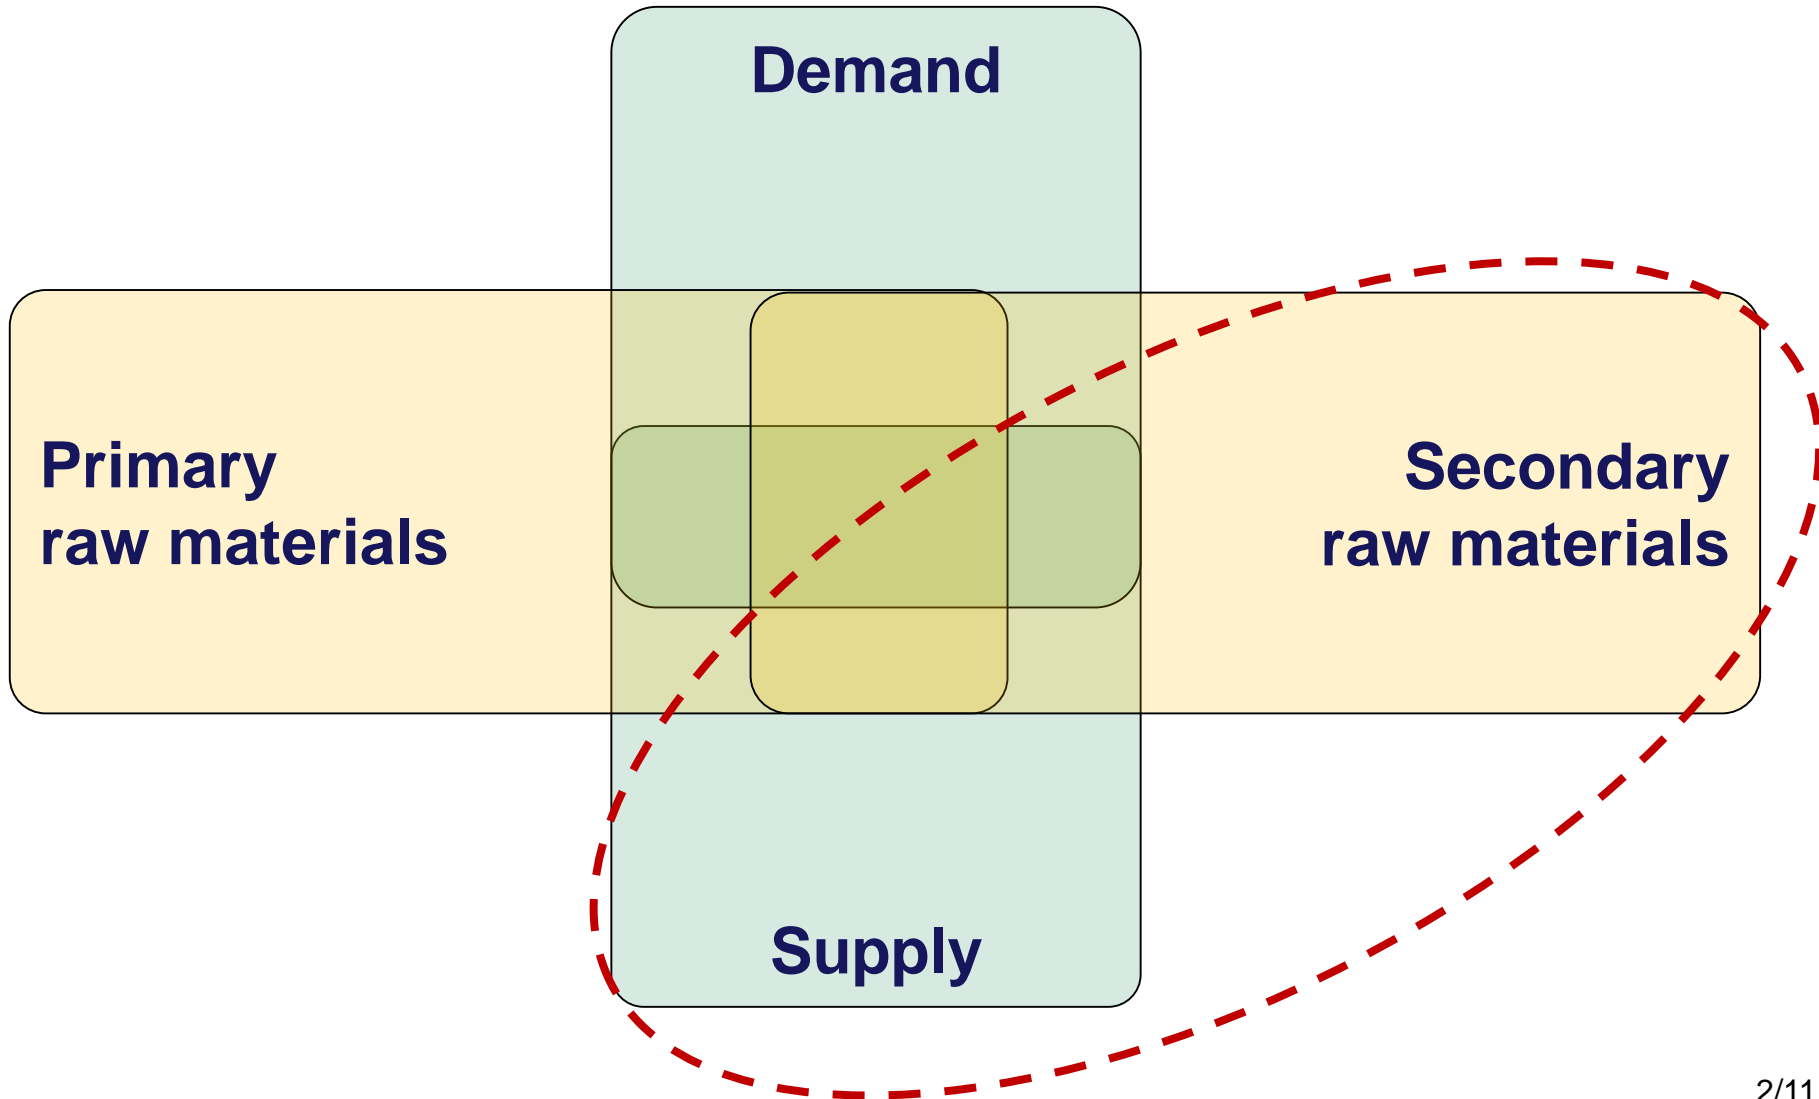 Demand
Primary
raw materials
Secondary
raw materials
Supply
2/11